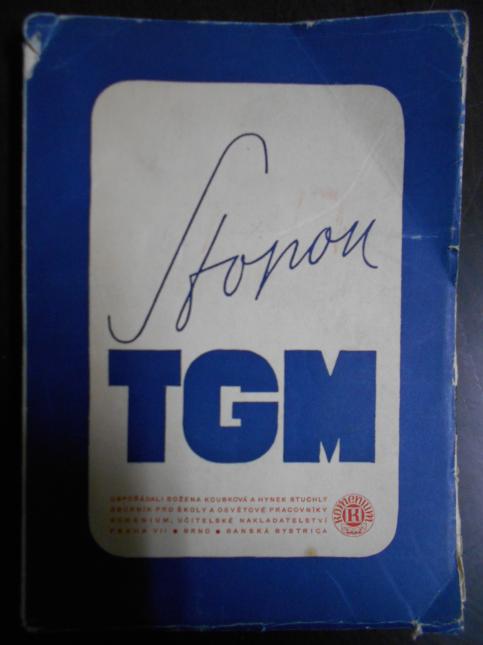 Stopou
TGM
USPOŘÁDALI BOŽENA KOUBKOVÁ A HYNEK STUCHLÝ
SBORNÍK PRO ŠKOLY A OSVĚTOVÉ PRACOVNÍKY
KOMENIUM, UČITELSKÉ NAKLADATELSTVÍ
PRAHA VII ● BRNO ● BANSKÁ BYSTRICA
KOMENIUM
K